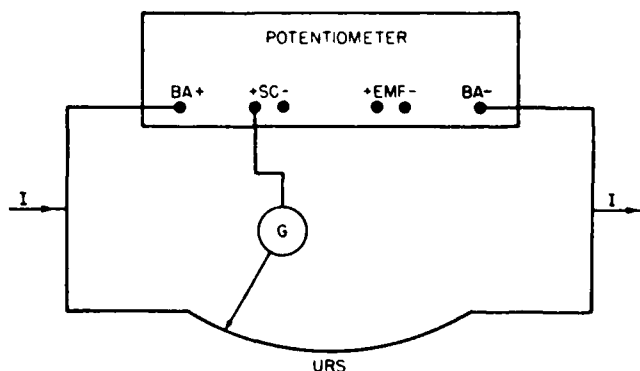 POTENTIOMETER
BA+ +SC- +EMF- BA-
I I
G
URS